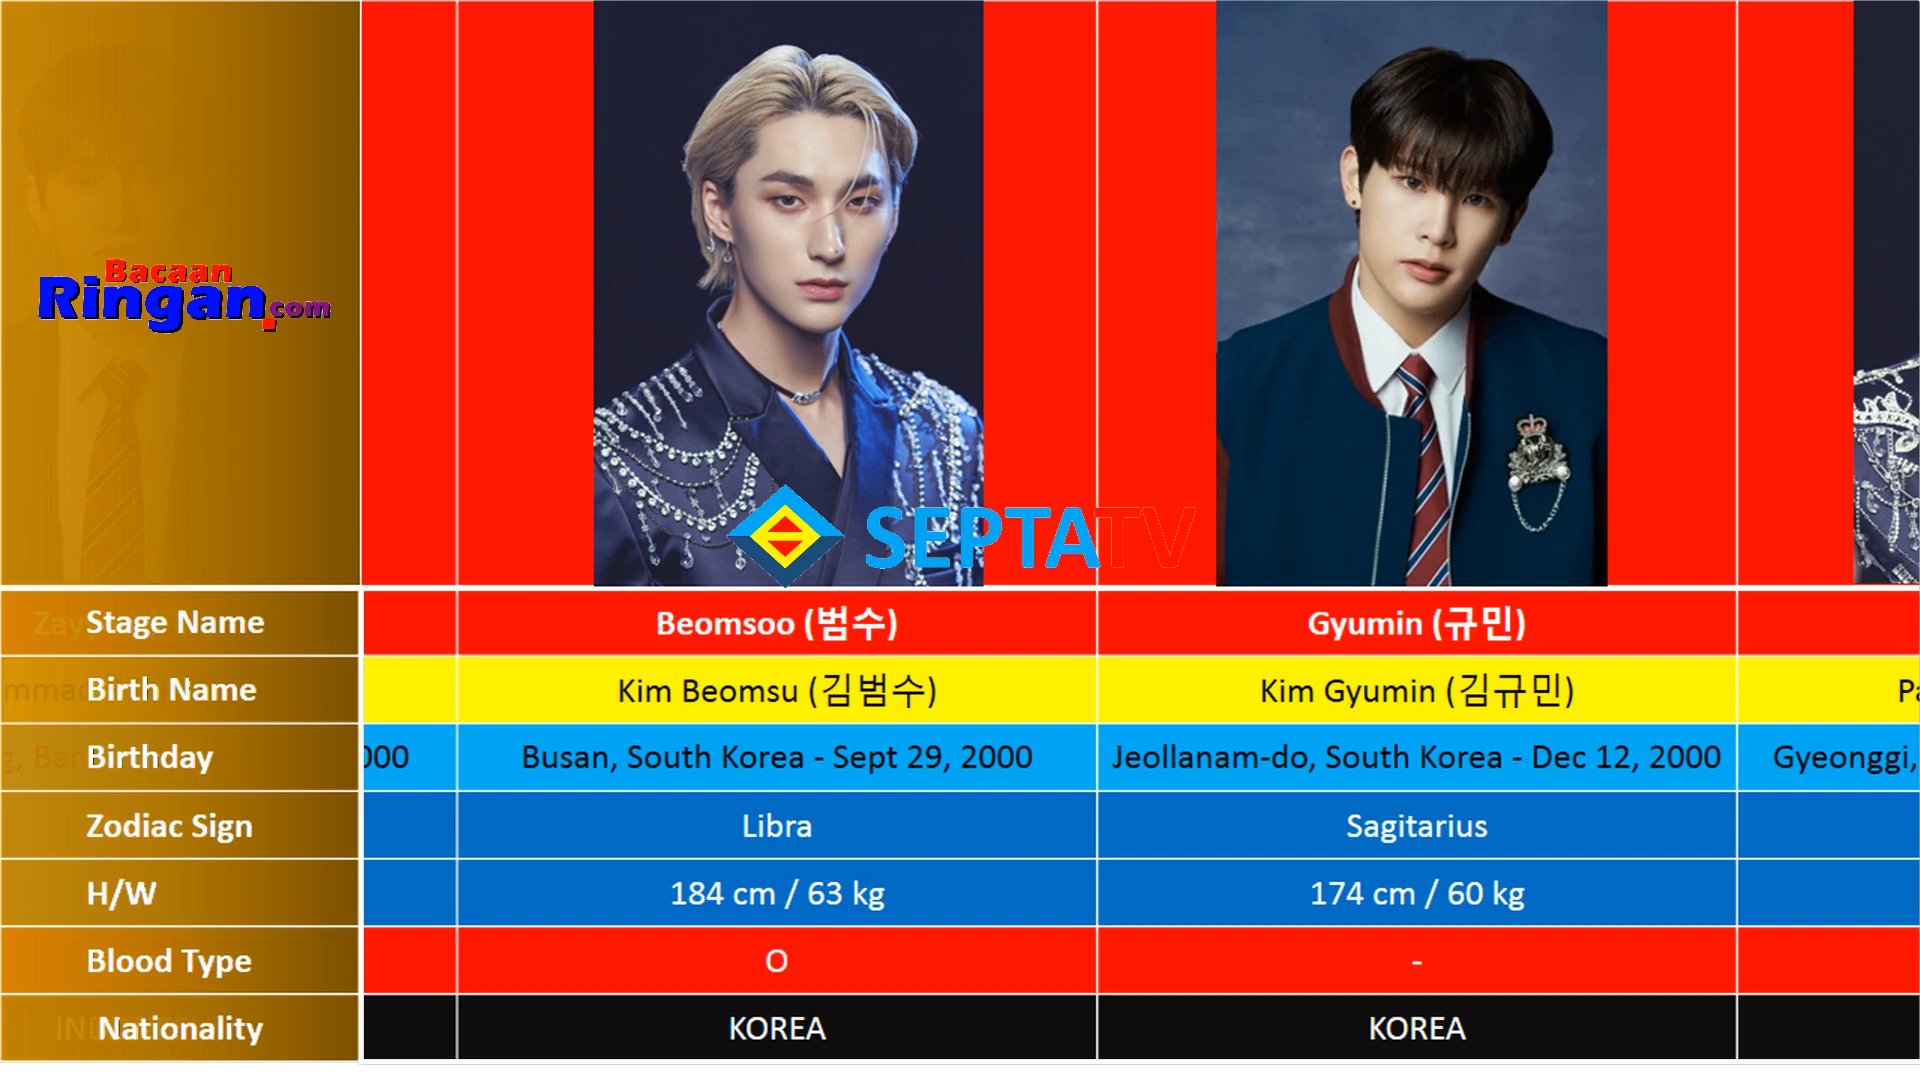 Bacaan
Ringan.com
SEPTATV
Stage Name Beomsoo (범수) Gyumin (규민)
Birth Name Kim Beomsu (김범수) Kim Gyumin (김규민)
Birthday 000 Busan, South Korea - Sept 29, 2000 Jeollanam-do, South Korea - Dec 12, 2000 Gyeonggi,
Zodiac Sign Libra Sagitarius
H/W 184 cm / 63 kg 174 cm / 60 kg
Blood Type O -
Nationality KOREA KOREA